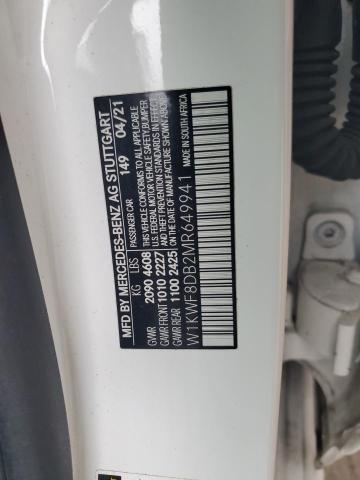 MFD BY MERCEDES-BENZ AG STUTTGART
PASSENGER CAR 149 04/21
KG LBS
GVWR 2090 4608
GAWR FRONT 1010 2227
GAWR REAR 1100 2425
THIS VEHICLE CONFORMS TO ALL APPLICABLE
U.S. FEDERAL MOTOR VEHICLE SAFETY, BUMPER
AND THEFT PREVENTION STANDARDS IN EFFECT
ON THE DATE OF MANUFACTURE SHOWN ABOVE
W1KWF8DB2MR649941
MADE IN SOUTH AFRICA